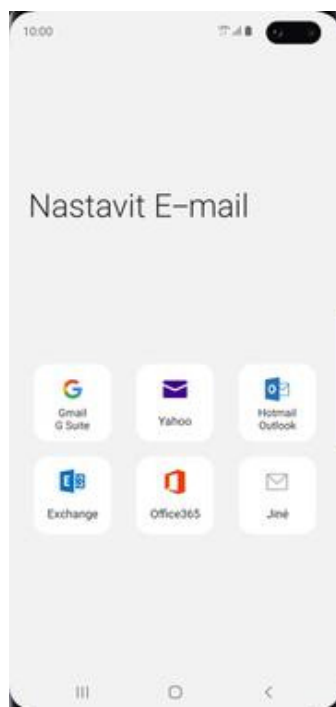 10:00
Nastavit E-mail
Gmail
G Suite
Yahoo
Hotmail
Outlook
Exchange
Office365
Jiné